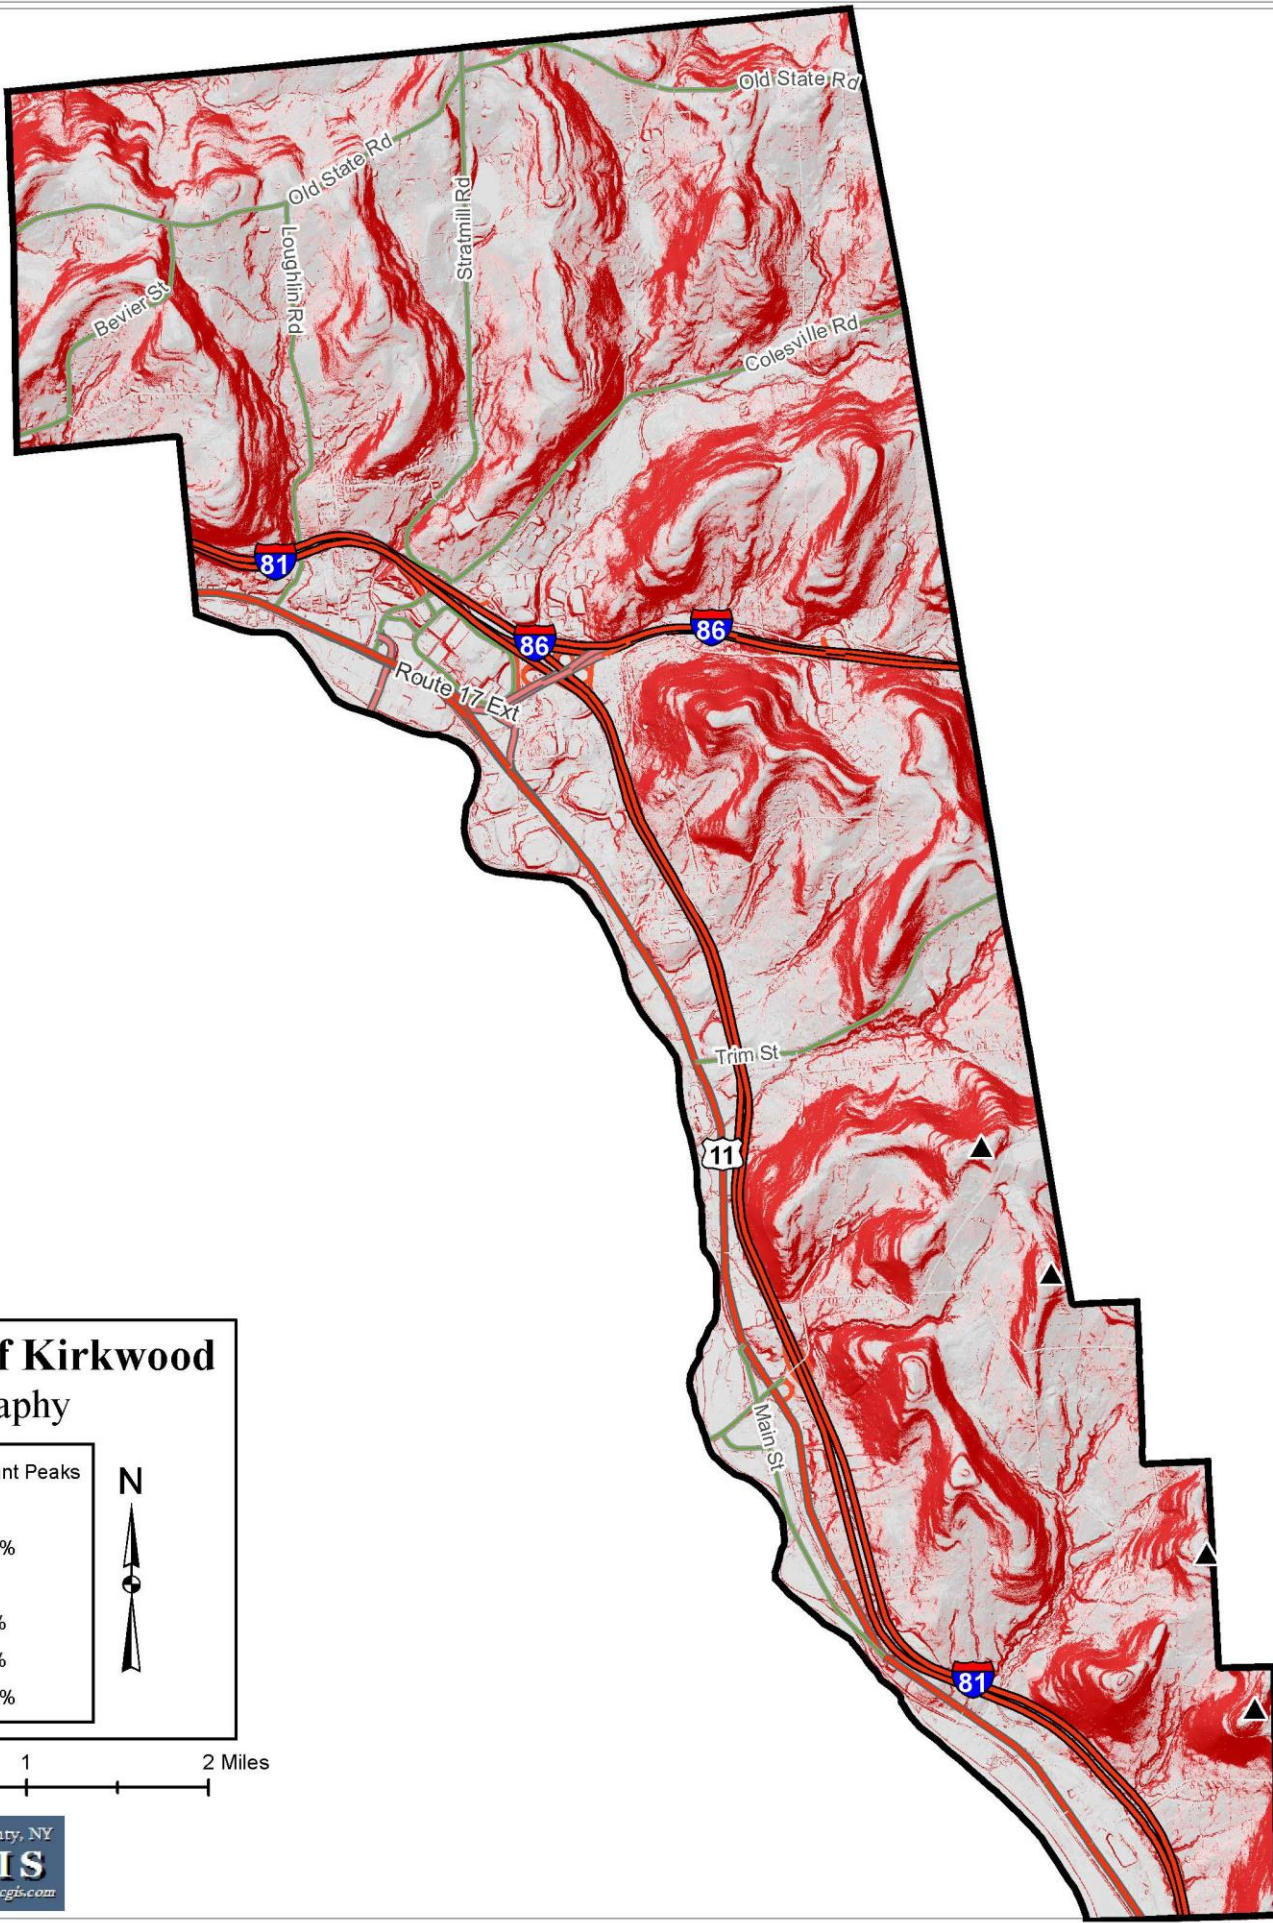 Old State Rd
Old State Rd
Stratmill Rd
Loughlin Rd
Bevier St
Colesville Rd
81
86
86
Route 17 Ext
Trim St
11
Main St
81
f Kirkwood
aphy
nt Peaks
N
%
%
%
%
1
2 Miles
nty, NY
I S
cgis.com